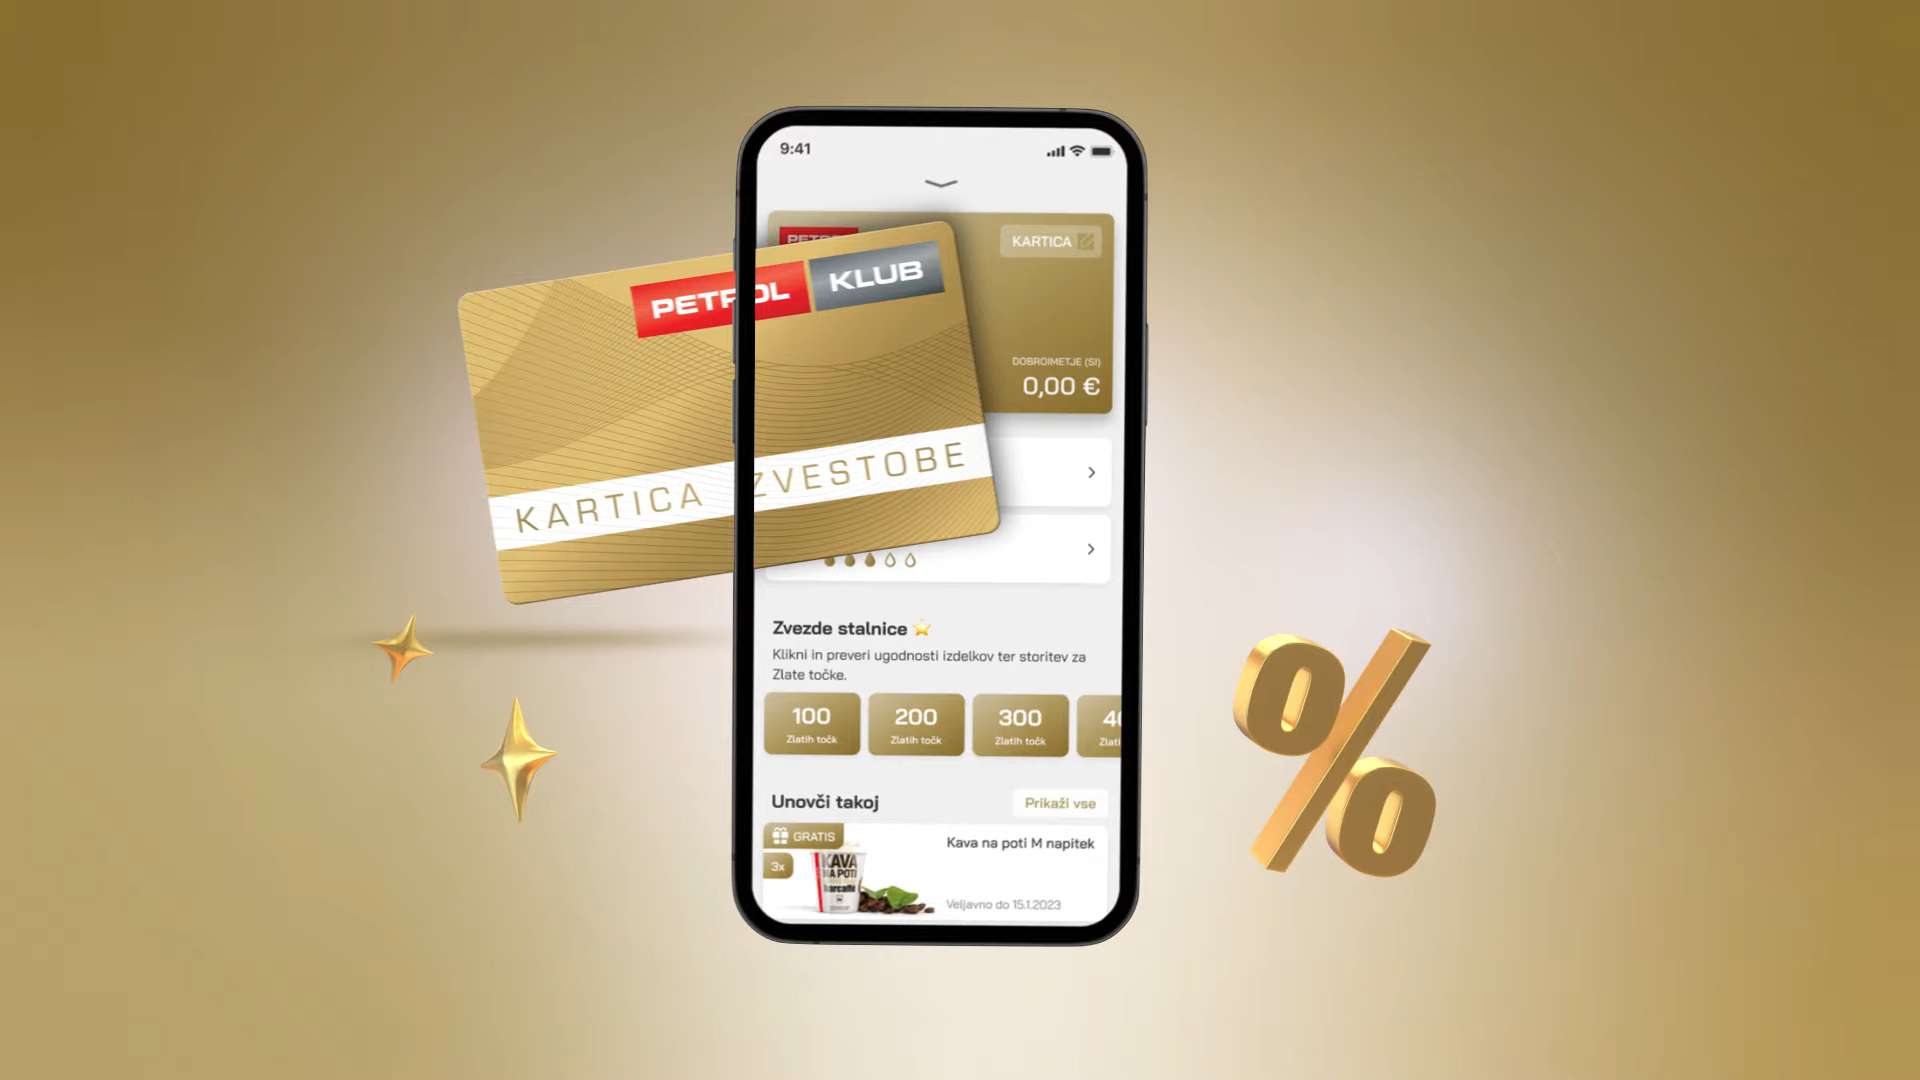 9:41
KARTICA
PETROL KLUB
DOBROIMETJE (SI)
0,00 €
KARTICA ZVESTOBE
Zvezde stalnice
Klikni in preveri ugodnosti izdelkov ter storitev za
Zlate točke.
100 200 300
Zlatih točk Zlatih točk Zlatih točk
Unovči takoj Prikaži vse
GRATIS
Kava na poti M napitek
3x
KAVA
NA POTI
barcaffe
Veljavno do 15.1.2023
%